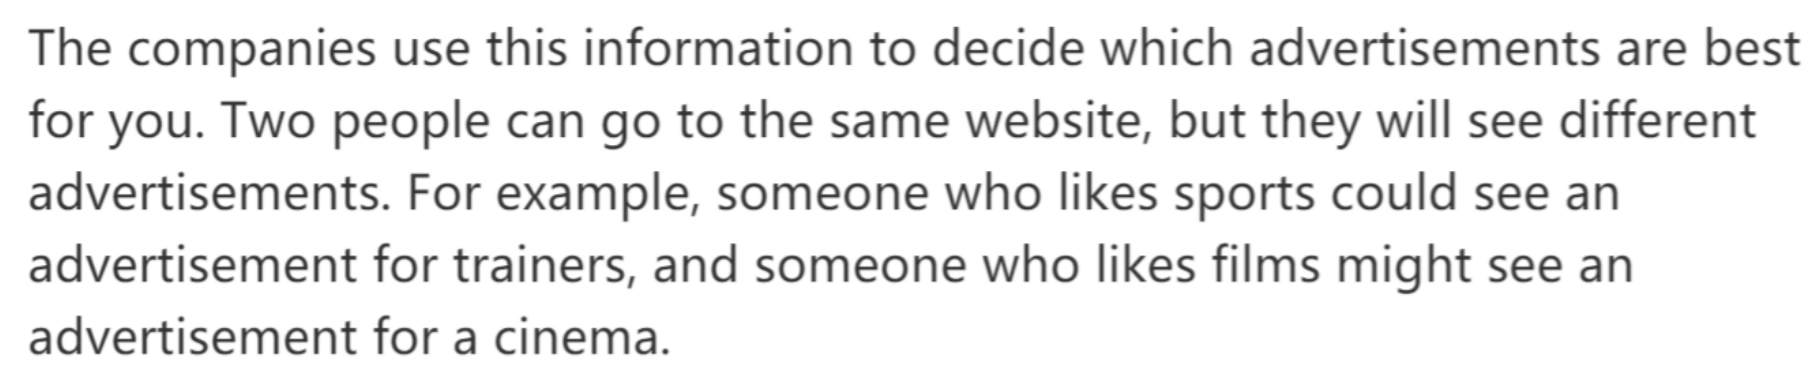 The companies use this information to decide which advertisements are best
for you. Two people can go to the same website, but they will see different
advertisements. For example, someone who likes sports could see an
advertisement for trainers, and someone who likes films might see an
advertisement for a cinema.